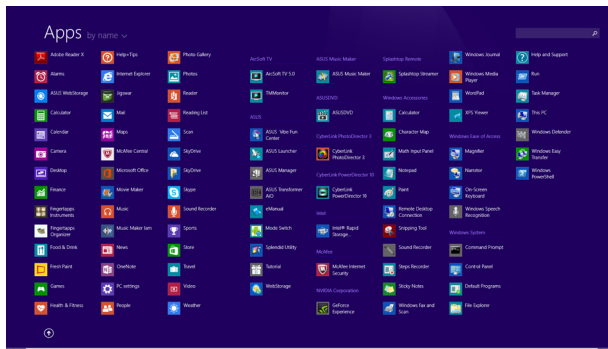 Apps by name
Adobe Reader X
Alarms
ASUS WebStorage
Calculator
Calendar
Camera
Desktop
Finance
Fingertapps
Instruments
Fingertapps
Organizer
Food & Drink
Fresh Paint
Games
Health & Fitness
Help+Tips
Internet Explorer
Jigswar
Mail
Maps
McAfee Central
Microsoft Office
Movie Maker
Music
Music Maker Jam
News
OneNote
PC settings
People
Photo Gallery
Photos
Reader
Reading List
Scan
SkyDrive
SkyDrive
Skype
Sound Recorder
Sports
Store
Travel
Video
Weather
ArcSoft TV
ArcSoft TV 5.0
TMMonitor
ASUS
ASUS Vibe Fun
Center
ASUS Launcher
ASUS Manager
ASUS Transformer
AiO
eManual
Mode Switch
Splendid Utility
Tutorial
WebStorage
ASUS Music Maker
ASUS Music Maker
ASUSDVD
ASUSDVD
CyberLink PhotoDirector 3
CyberLink
PhotoDirector 3
CyberLink PowerDirector 10
CyberLink
PowerDirector 10
Intel
Intel® Rapid
Storage...
McAfee
McAfee Internet
Security
NVIDIA Corporation
GeForce
Experience
Splashtop Remote
Splashtop Streamer
Windows Accessories
Calculator
Character Map
Math Input Panel
Notepad
Paint
Remote Desktop
Connection
Snipping Tool
Sound Recorder
Steps Recorder
Sticky Notes
Windows Fax and
Scan
Windows Journal
Windows Media
Player
WordPad
XPS Viewer
Windows Ease of Access
Magnifier
Narrator
On-Screen
Keyboard
Windows Speech
Recognition
Windows System
Command Prompt
Control Panel
Default Programs
File Explorer
Help and Support
Run
Task Manager
This PC
Windows Defender
Windows Easy
Transfer
Windows
PowerShell